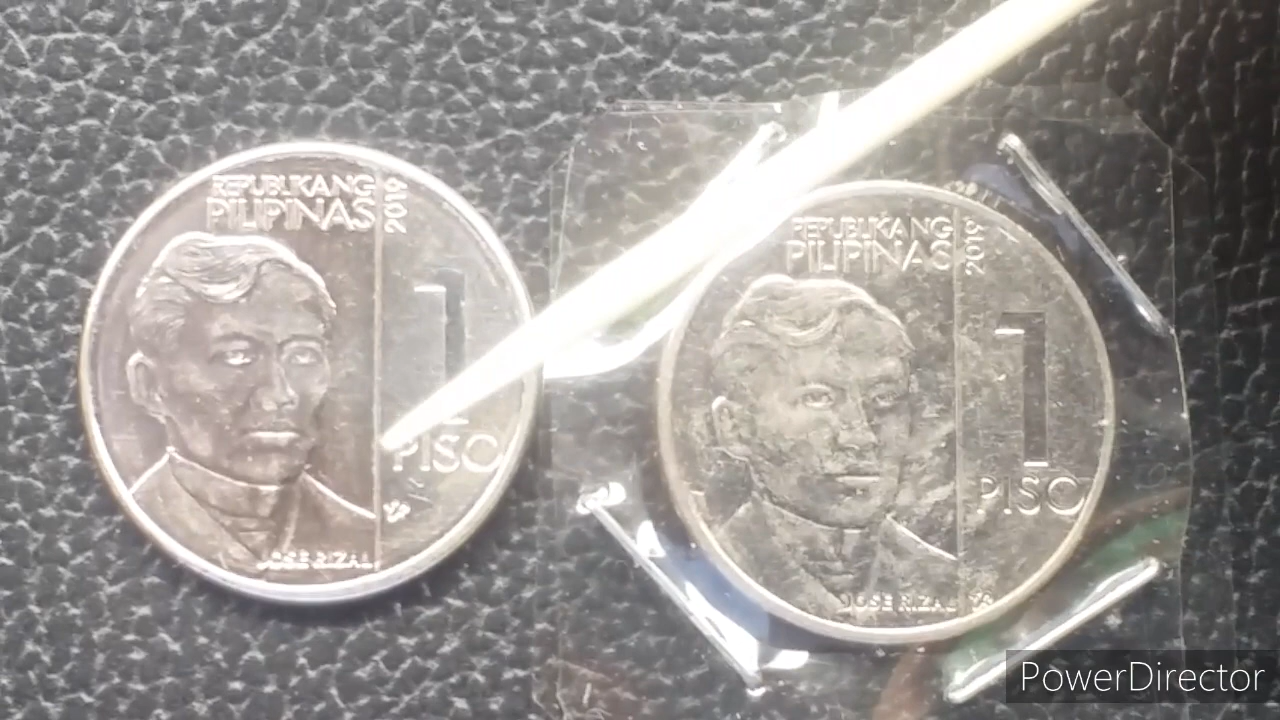 REPUBLIKANG
PILIPINAS
2019
1
PISO
JOSE RIZAL
REPUBLIKANG
PILIPINAS
2019
1
PISO
JOSE RIZAL
PowerDirector